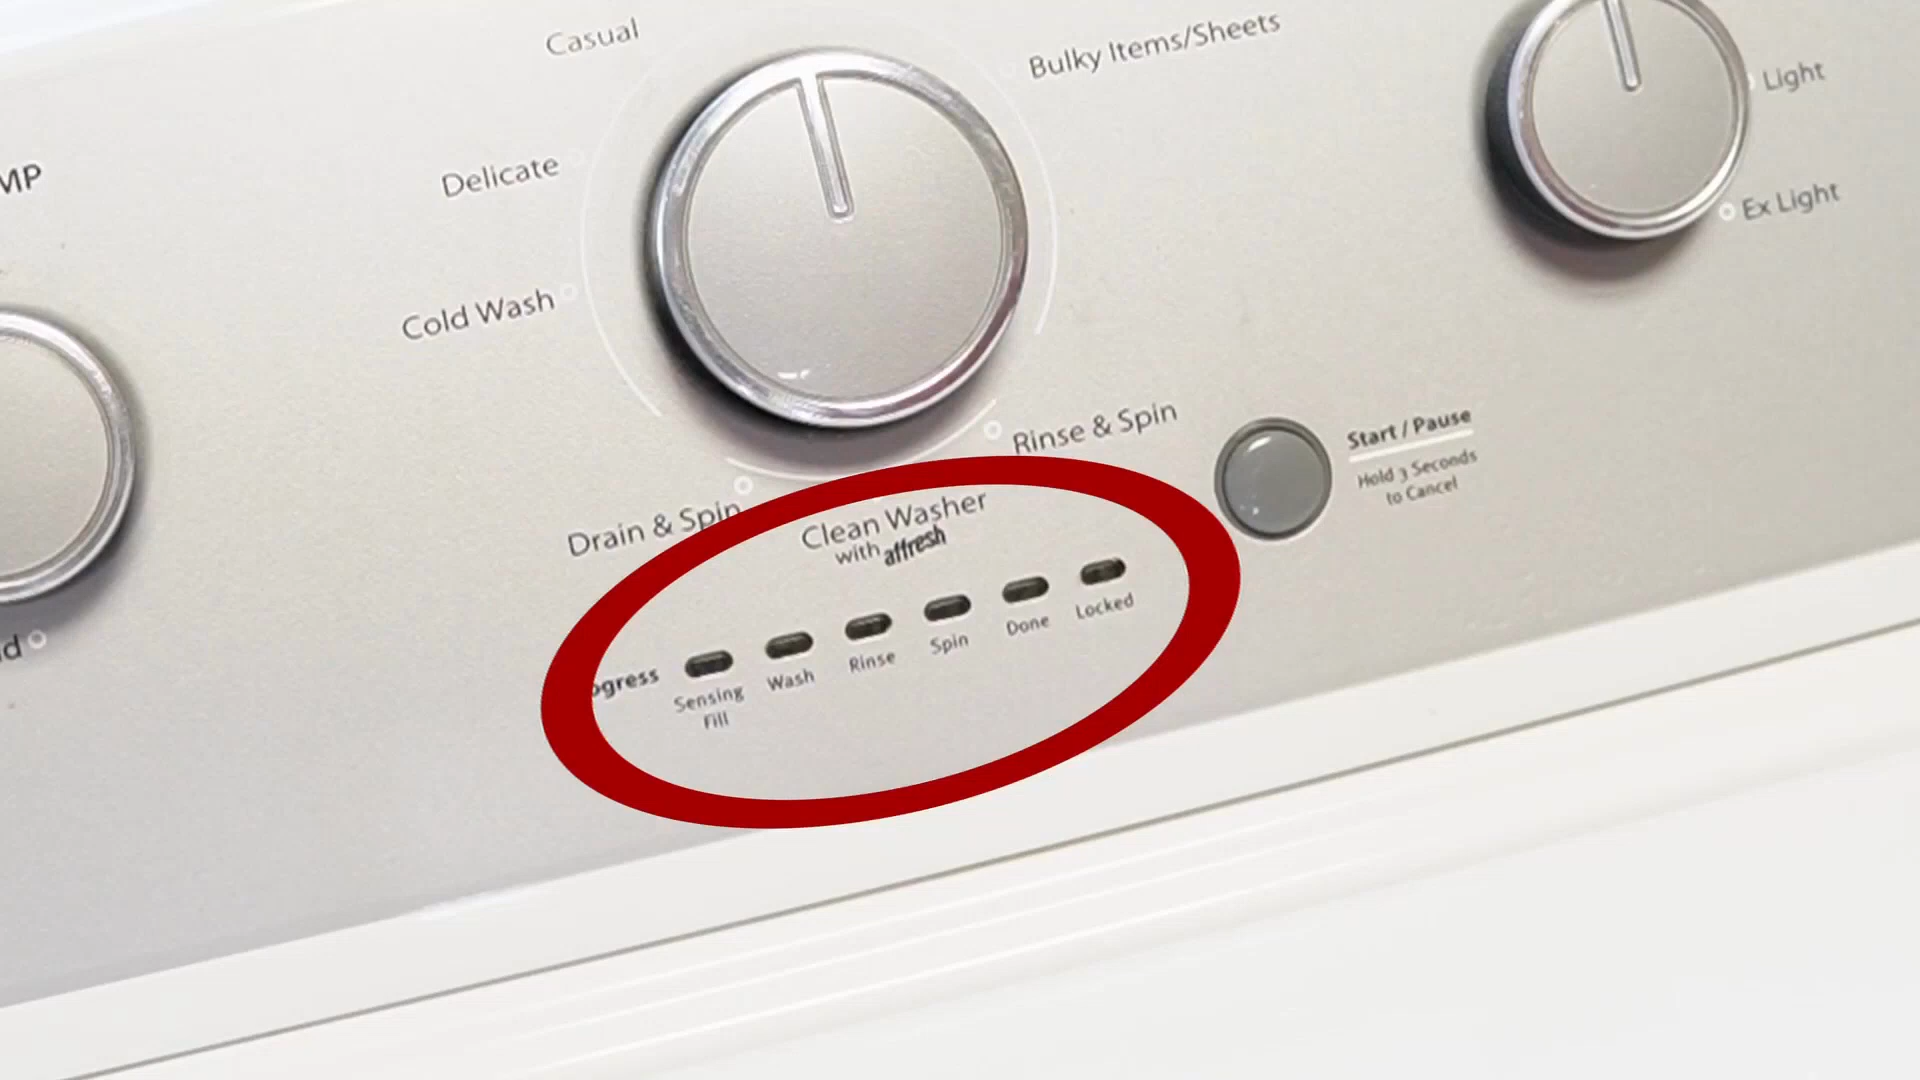 Casual
Bulky Items/Sheets
Light
MP
Delicate
Ex Light
Cold Wash
Rinse & Spin
Start / Pause
Hold 3 Seconds
to Cancel
Drain & Spin
Clean Washer
with affresh
ogress
Sensing
Fill
Wash
Rinse
Spin
Done
Locked
d